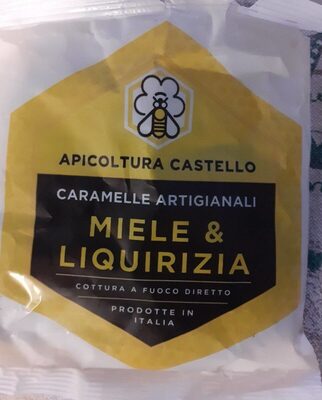 APICOLTURA CASTELLO
CARAMELLE ARTIGIANALI
MIELE &
LIQUIRIZIA
COTTURA A FUOCO DIRETTO
PRODOTTE IN
ITALIA